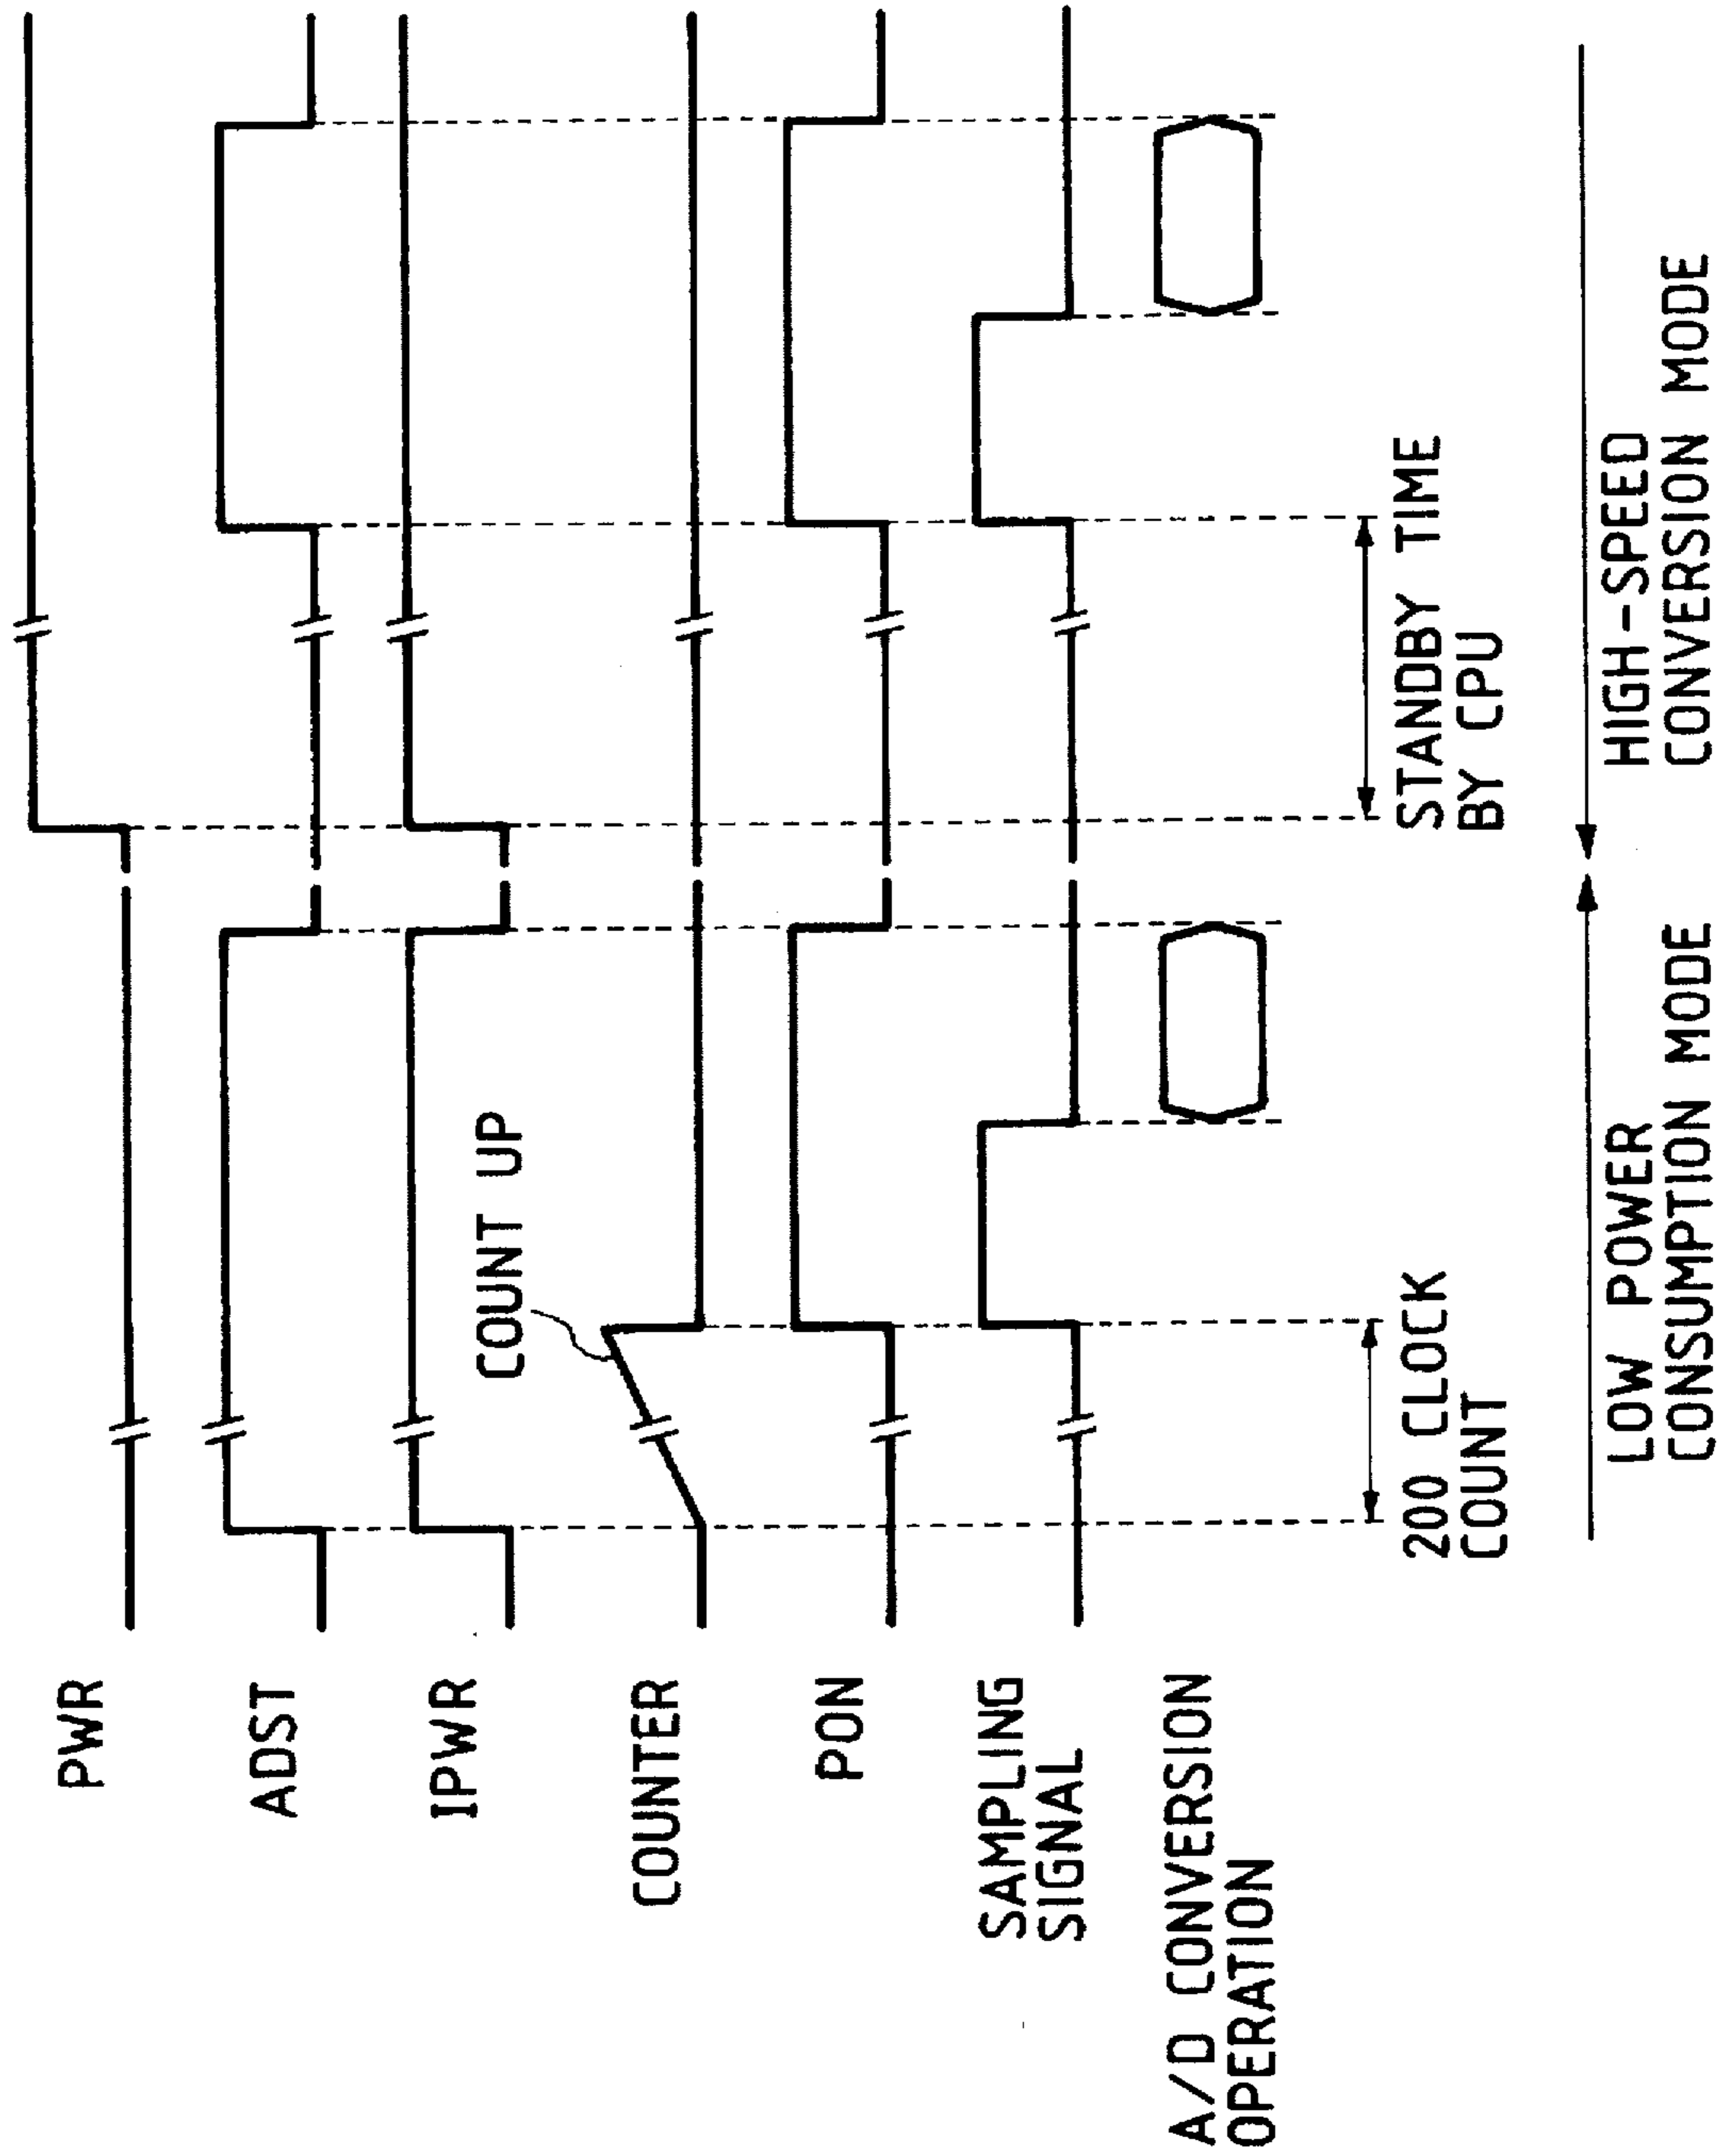 PWR
ADST
IPWR
COUNT UP
COUNTER
PON
SAMPLING
SIGNAL
A/D CONVERSION
OPERATION
200 CLOCK
COUNT
STANDBY TIME
BY CPU
LOW POWER
CONSUMPTION MODE
HIGH-SPEED
CONVERSION MODE